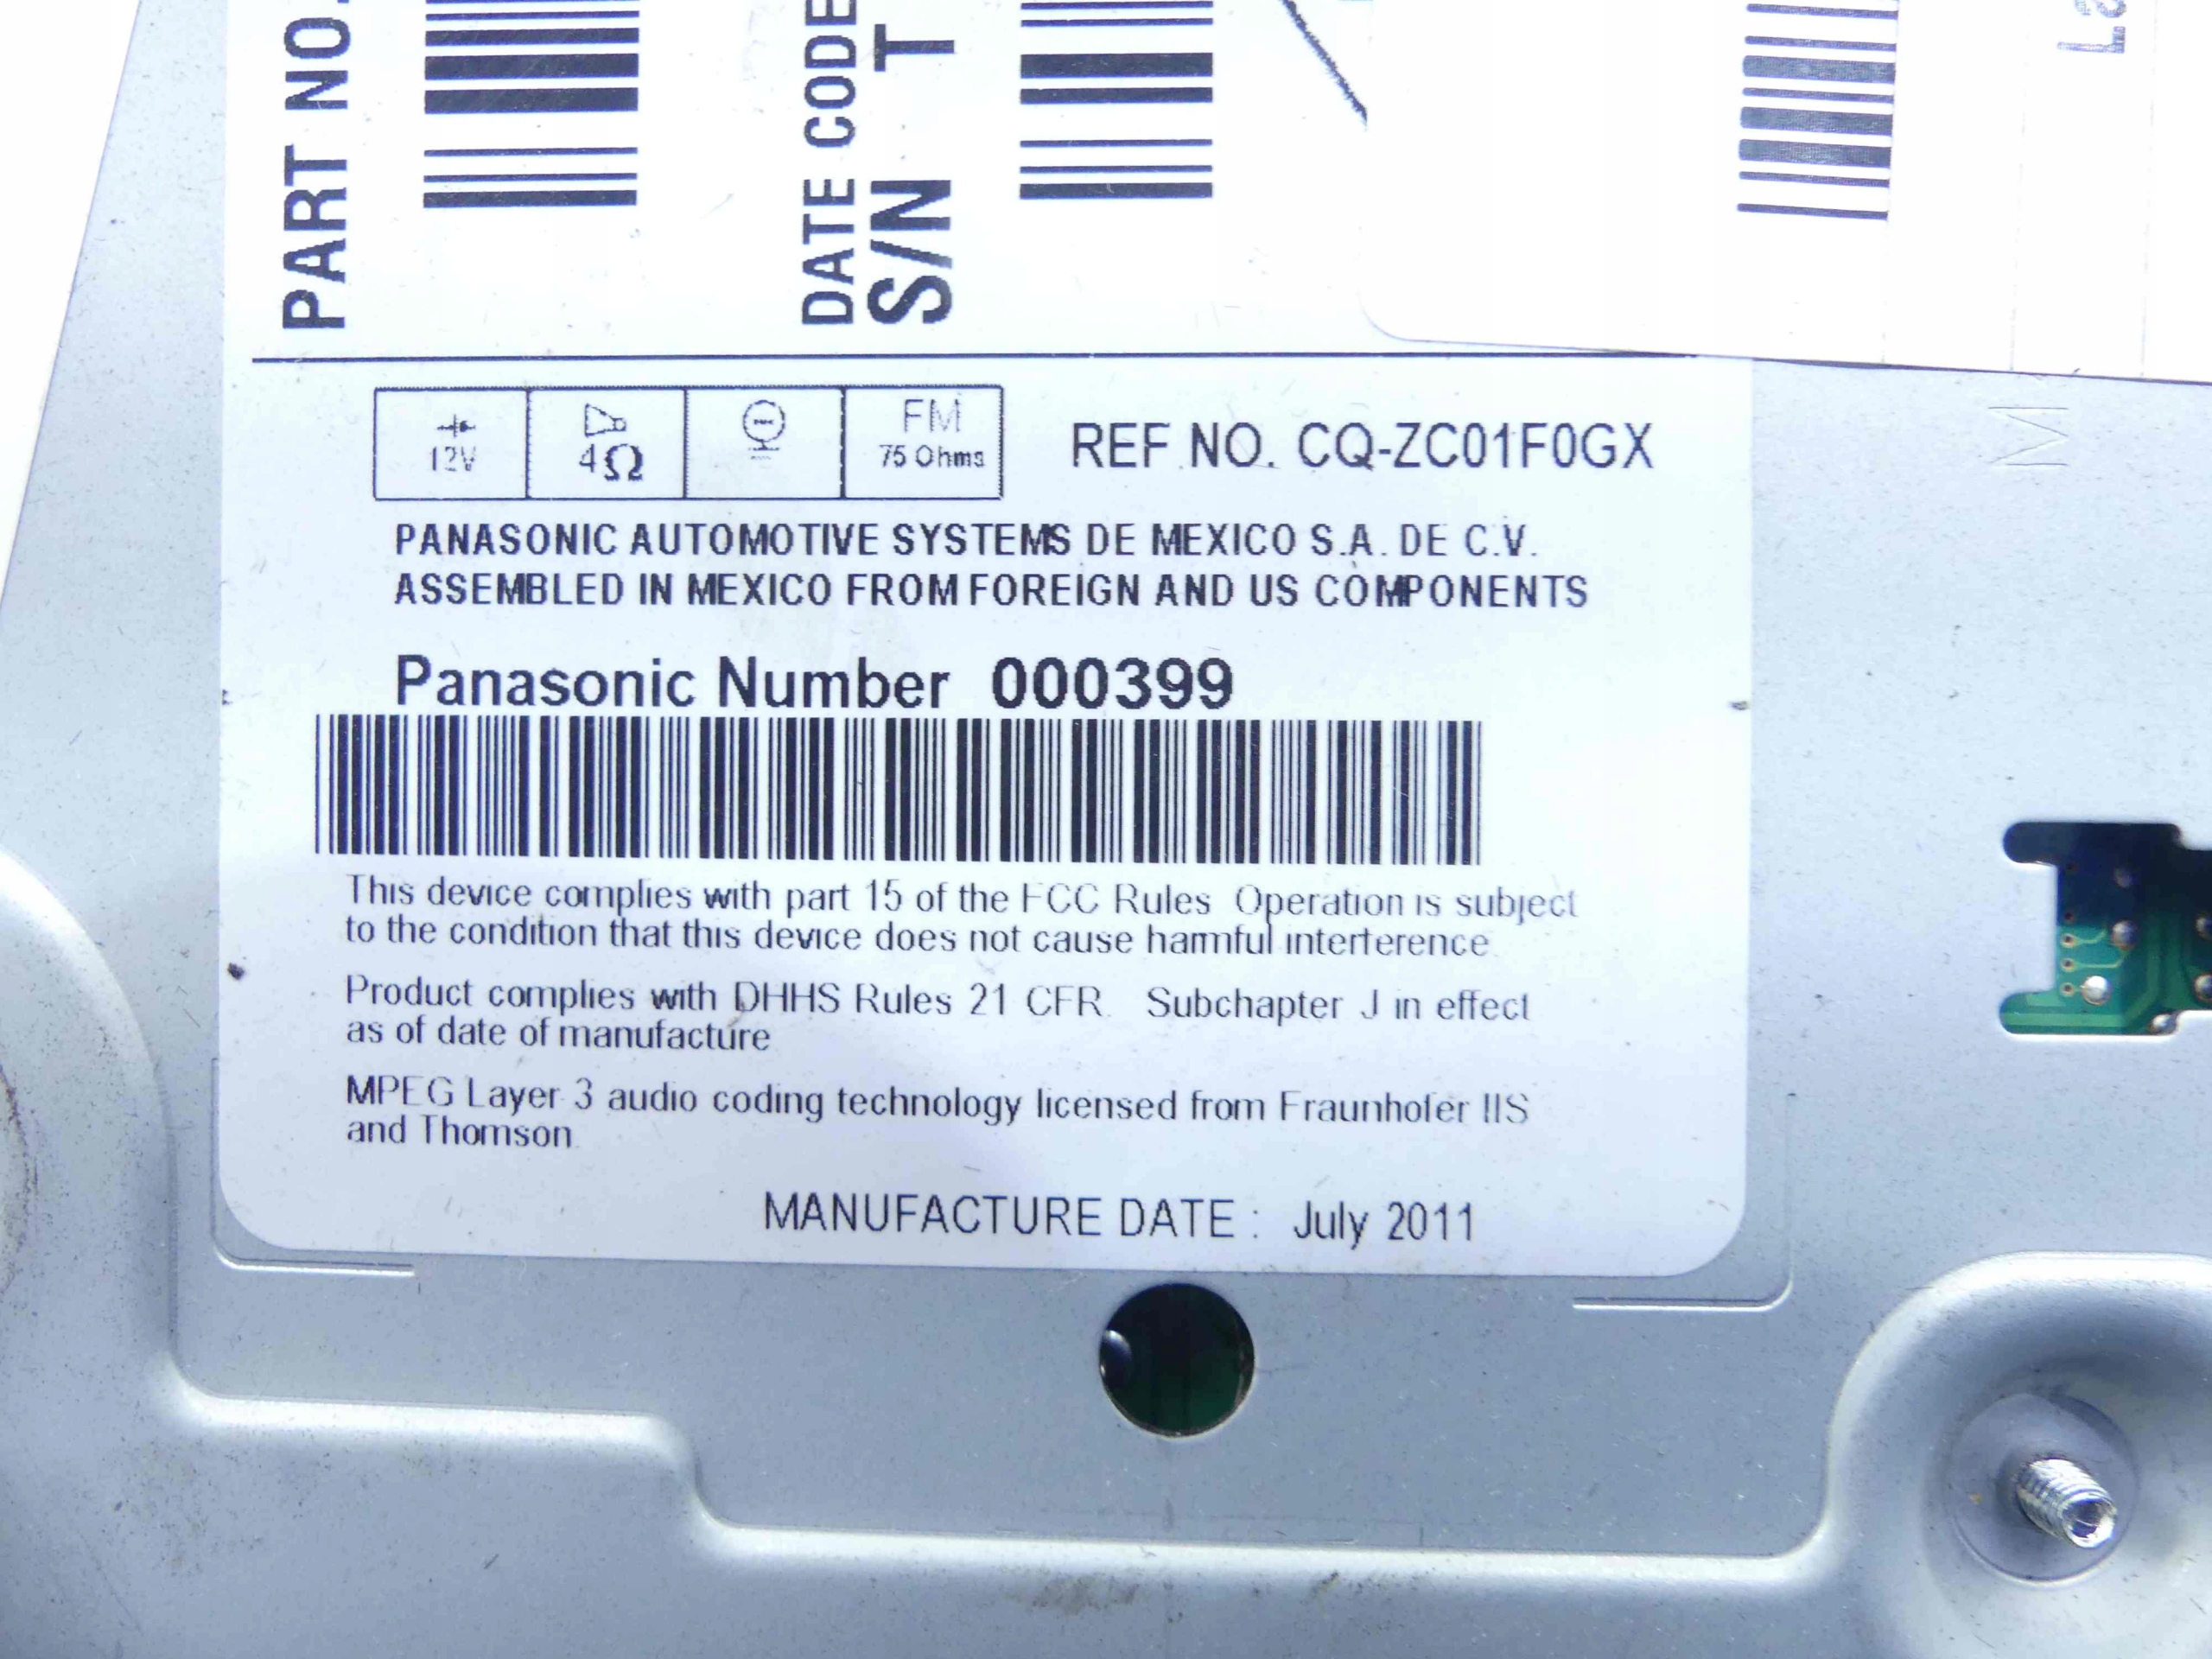 PART NO.
DATE CODE
S/N T
La
12V
4Ω
FM
75 Ohms
REF NO. CQ-ZC01F0GX
M
PANASONIC AUTOMOTIVE SYSTEMS DE MEXICO S.A. DE C.V.
ASSEMBLED IN MEXICO FROM FOREIGN AND US COMPONENTS
Panasonic Number 000399
This device complies with part 15 of the FCC Rules Operation is subject
to the condition that this device does not cause harmful interference
Product complies with DHHS Rules 21 CFR. Subchapter J in effect
as of date of manufacture
MPEG Layer 3 audio coding technology licensed from Fraunhofer IIS
and Thomson
MANUFACTURE DATE : July 2011